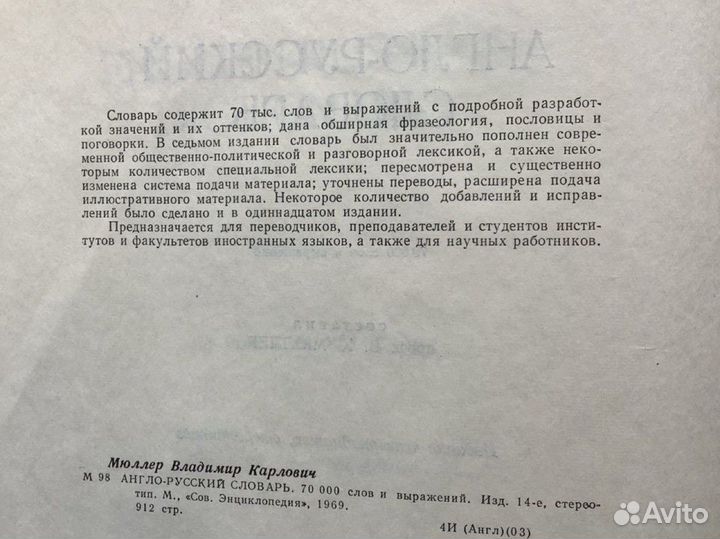 АНГЛО-РУССКИЙ
СЛОВАРЬ
Словарь содержит 70 тыс. слов и выражений с подробной разработ-
кой значений и их оттенков; дана обширная фразеология, пословицы и
поговорки. В седьмом издании словарь был значительно пополнен совре-
менной общественно-политической и разговорной лексикой, а также неко-
торым количеством специальной лексики; пересмотрена и существенно
изменена система подачи материала; уточнены переводы, расширена подача
иллюстративного материала. Некоторое количество добавлений и исправ-
лений было сделано и в одиннадцатом издании.
Предназначается для переводчиков, преподавателей и студентов инсти-
тутов и факультетов иностранных языков, а также для научных работников.
Мюллер Владимир Карлович
М 98 АНГЛО-РУССКИЙ СЛОВАРЬ. 70 000 слов и выражений. Изд. 14-е, стерео-
тип. М., «Сов. Энциклопедия», 1969.
912 стр.
4И (Англ)(03)
Avito